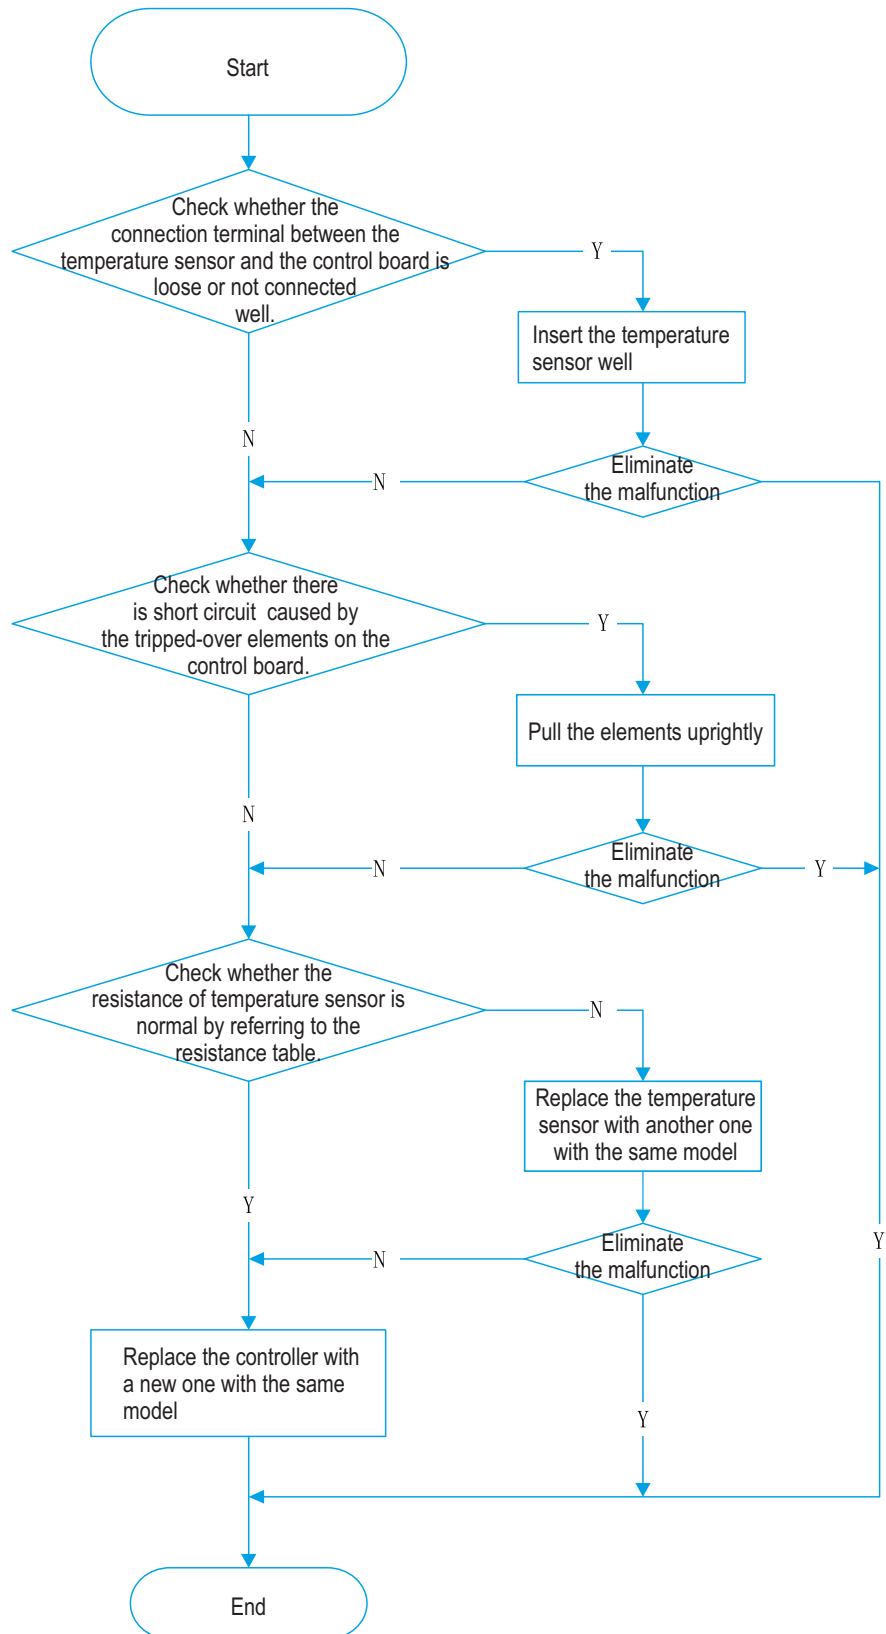 Start
Check whether the
connection terminal between the
temperature sensor and the control board is
loose or not connected
well.
Y
Insert the temperature
sensor well
N
Eliminate
the malfunction
N
Check whether there
is short circuit caused by
the tripped-over elements on the
control board.
Y
Pull the elements uprightly
N
Eliminate
the malfunction
N
Y
Check whether the
resistance of temperature sensor is
normal by referring to the
resistance table.
N
Replace the temperature
sensor with another one
with the same model
Y
Eliminate
the malfunction
N
Y
Replace the controller with
a new one with the same
model
Y
End